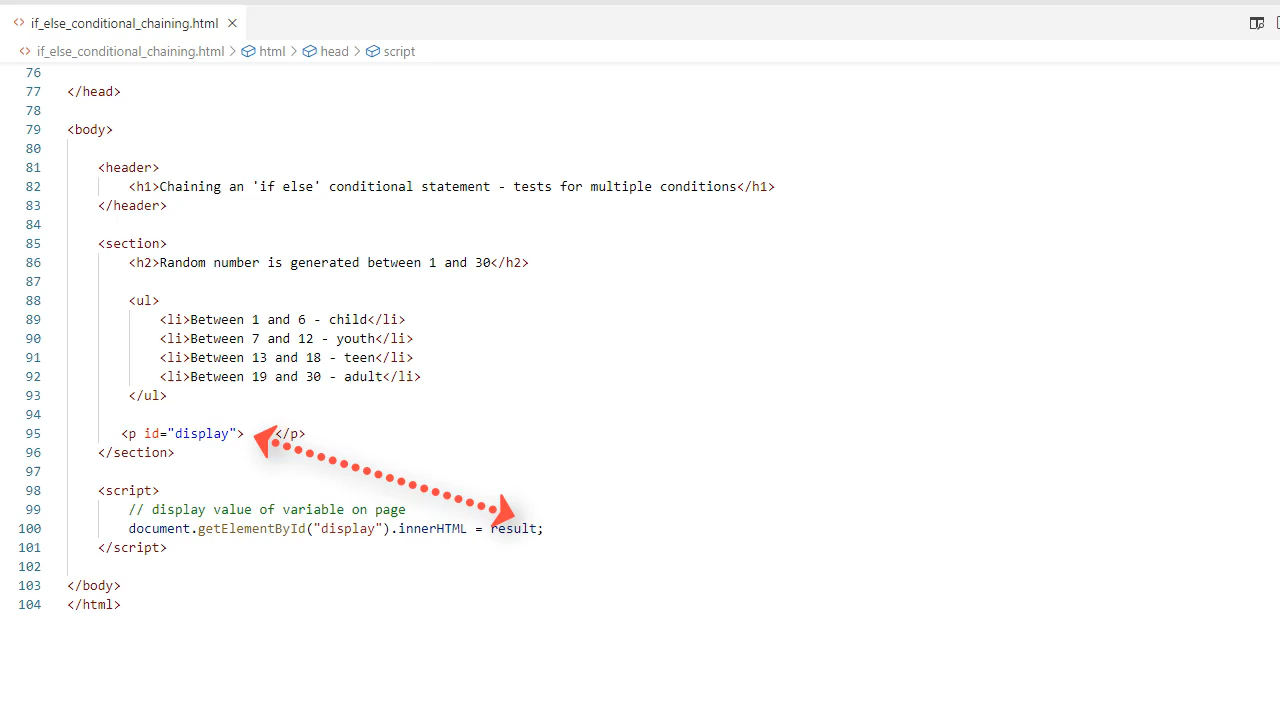 if_else_conditional_chaining.html
if_else_conditional_chaining.html > html > head > script
76
77 </head>
78
79 <body>
80
81 <header>
82 <h1>Chaining an 'if else' conditional statement - tests for multiple conditions</h1>
83 </header>
84
85 <section>
86 <h2>Random number is generated between 1 and 30</h2>
87
88 <ul>
89 <li>Between 1 and 6 - child</li>
90 <li>Between 7 and 12 - youth</li>
91 <li>Between 13 and 18 - teen</li>
92 <li>Between 19 and 30 - adult</li>
93 </ul>
94
95 <p id="display"> </p>
96 </section>
97
98 <script>
99 // display value of variable on page
100 document.getElementById("display").innerHTML = result;
101 </script>
102
103 </body>
104 </html>